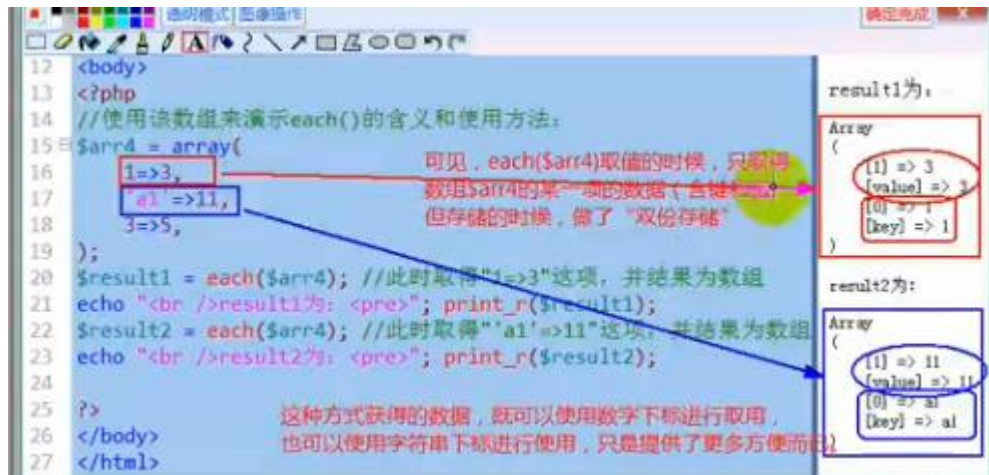 透明模式 图像操作
确定完成
12 <body>
13 <?php
14 //使用该数组来演示each()的含义和使用方法:
15 $arr4 = array(
16 1=>3,
17 'a1'=>11,
18 3=>5,
19 );
20 $result1 = each($arr4); //此时取得"1=>3"这项,并结果为数组
21 echo "<br />result1为: <pre>"; print_r($result1);
22 $result2 = each($arr4); //此时取得"'a1'=>11"这项,并结果为数组
23 echo "<br />result2为: <pre>"; print_r($result2);
24
25 ?>
26 </body>
27 </html>
可见,each($arr4)取值的时候,只取得
数组$arr4的某一项的数据(含键
但存储的时候,做了“双份存储”
这种方式获得的数据,既可以使用数字下标进行取用,
也可以使用字符串下标进行使用,只是提供了更多方便而已
result1为:
Array
(
[1] => 3
[value] => 3
[0] => 1
[key] => 1
)
result2为:
Array
(
[1] => 11
[value] => 11
[0] => a1
[key] => a1
)